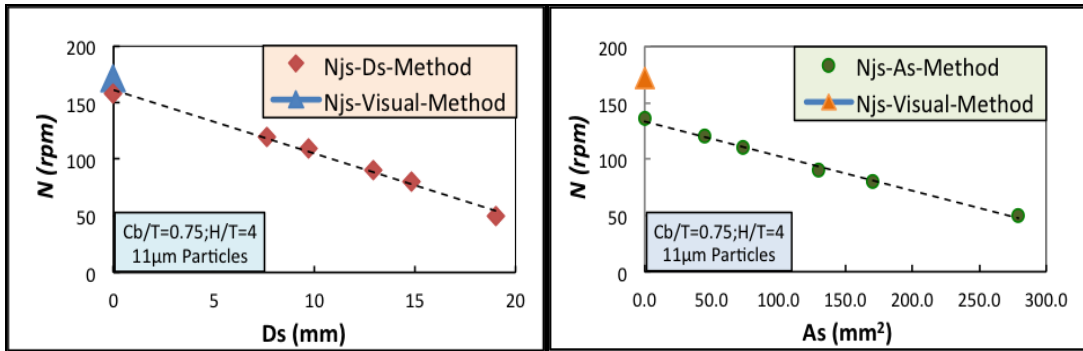 200
150
100
50
0
N (rpm)
Njs-Ds-Method
Njs-Visual-Method
Cb/T=0.75;H/T=4
11μm Particles
0 5 10 15 20
Ds (mm)
200
150
100
50
0
N (rpm)
Njs-As-Method
Njs-Visual-Method
Cb/T=0.75;H/T=4
11μm Particles
0.0 50.0 100.0 150.0 200.0 250.0 300.0
As (mm²)